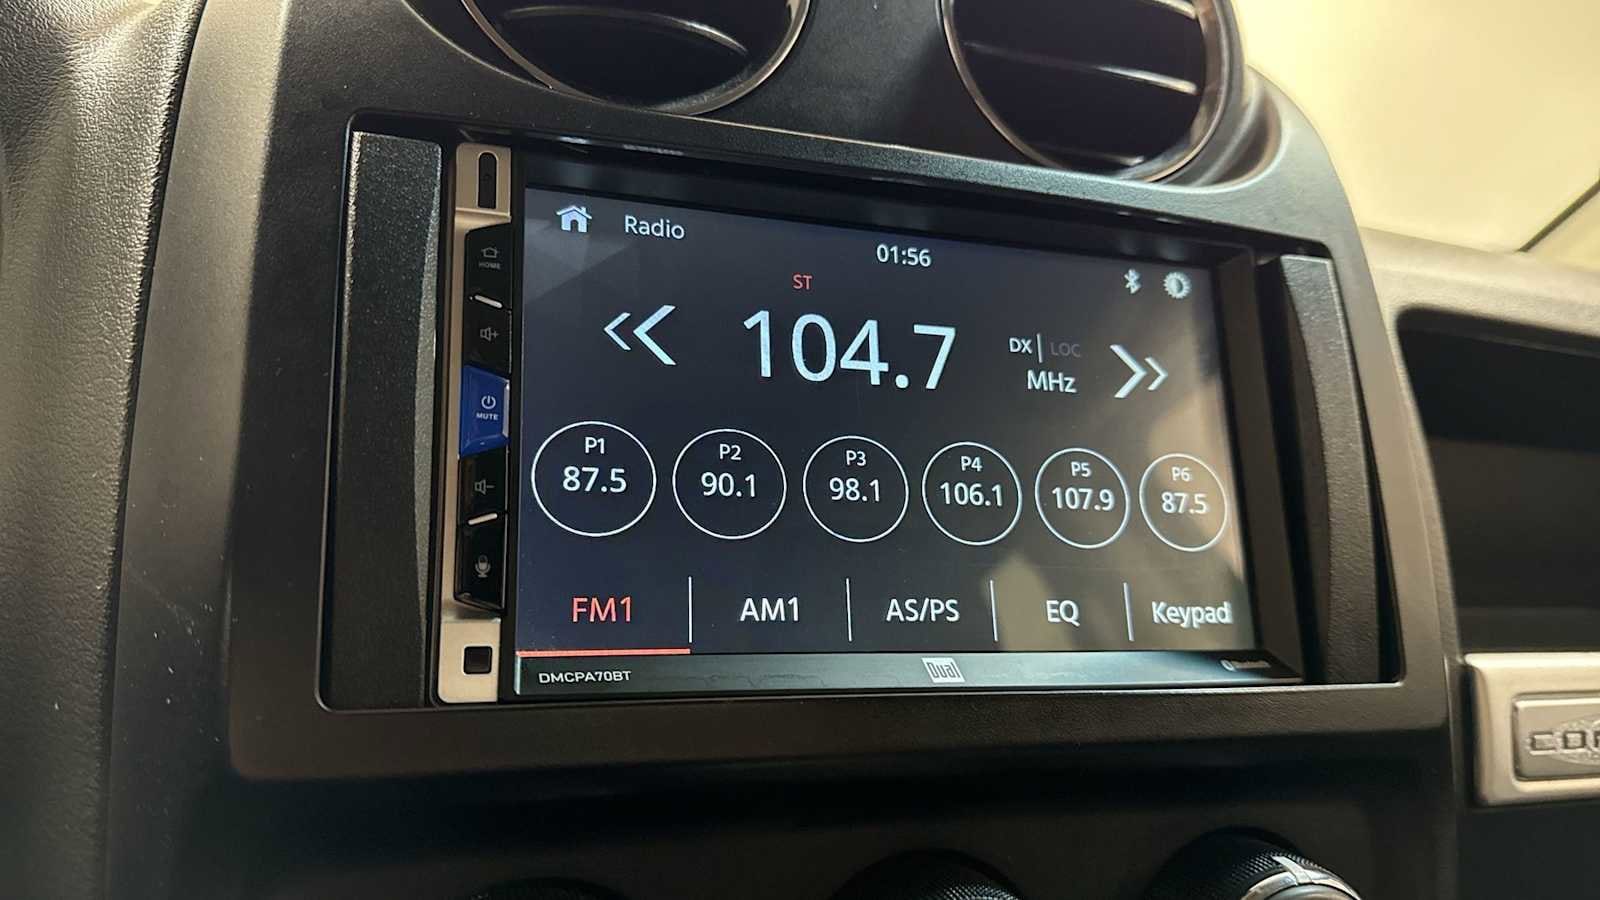 Radio
01:56
ST
104.7
DX | LOC
MHz
HOME
MUTE
P1
87.5
P2
90.1
P3
98.1
P4
106.1
P5
107.9
P6
87.5
FM1
AM1
AS/PS
EQ
Keypad
DMCPA70BT
Dual
Bluetooth